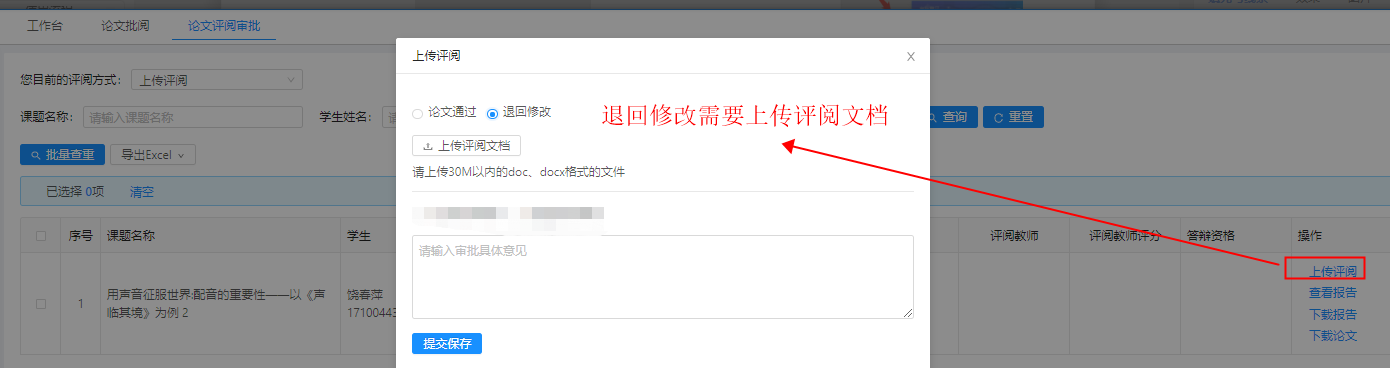 工作台 论文批阅 论文评阅审批
上传评阅 X
您目前的评阅方式: 上传评阅
论文通过 退回修改
退回修改需要上传评阅文档
课题名称: 请输入课题名称 学生姓名: 查询 重置
上传评阅文档
批量查重 导出Excel
请上传30M以内的doc、docx格式的文件
已选择 0项 清空
序号 课题名称 学生 评阅教师 评阅教师评分 答辩资格 操作
请输入审批具体意见
上传评阅
1 用声音征服世界:配音的重要性——以《声 饶春萍 查看报告
临其境》为例 2 17100443 下载报告
下载论文
提交保存